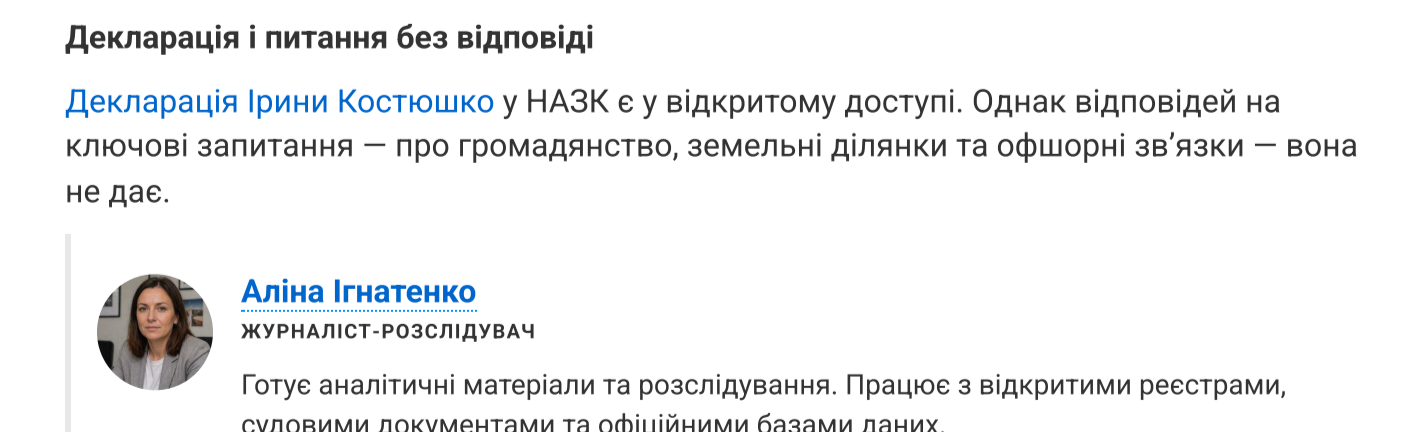 Декларація і питання без відповіді
Декларація Ірини Костюшко у НАЗК є у відкритому доступі. Однак відповідей на
ключові запитання — про громадянство, земельні ділянки та офшорні зв’язки — вона
не дає.
Аліна Ігнатенко
ЖУРНАЛІСТ-РОЗСЛІДУВАЧ
Готує аналітичні матеріали та розслідування. Працює з відкритими реєстрами,
судовими документами та офіційними базами даних.